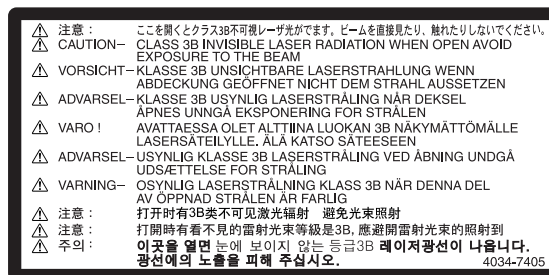 注意： ここを開くとクラス3B不可視レーザ光がでます。ビームを直接見たり、触れたりしないでください。
CAUTION– CLASS 3B INVISIBLE LASER RADIATION WHEN OPEN AVOID
EXPOSURE TO THE BEAM
VORSICHT– KLASSE 3B UNSICHTBARE LASERSTRAHLUNG WENN
ABDECKUNG GEÖFFNET NICHT DEM STRAHL AUSSETZEN
ADVARSEL– KLASSE 3B USYNLIG LASERSTRÅLING NÅR DEKSEL
ÅPNES UNNGÅ EKSPONERING FOR STRÅLEN
VARO ! AVATTAESSA OLET ALTTIINA LUOKAN 3B NÄKYMÄTTÖMÄLLE
LASERSÄTEILYLLE. ÄLÄ KATSO SÄTEESEEN
ADVARSEL– USYNLIG KLASSE 3B LASERSTRÅLING VED ÅBNING UNDGÅ
UDSÆTTELSE FOR STRÅLING
VARNING– OSYNLIG LASERSTRÅLNING KLASS 3B NÄR DENNA DEL
AV ÖPPNAD STRÅLEN ÄR FARLIG
注意： 打开时有3B类不可见激光辐射 避免光束照射
注意： 打開時有看不見的雷射光束等級是3B, 應避開雷射光束的照射到
주의 : 이곳을 열면 눈에 보이지 않는 등급3B 레이저광선이 나옵니다.
광선에의 노출을 피해 주십시오. 4034-7405